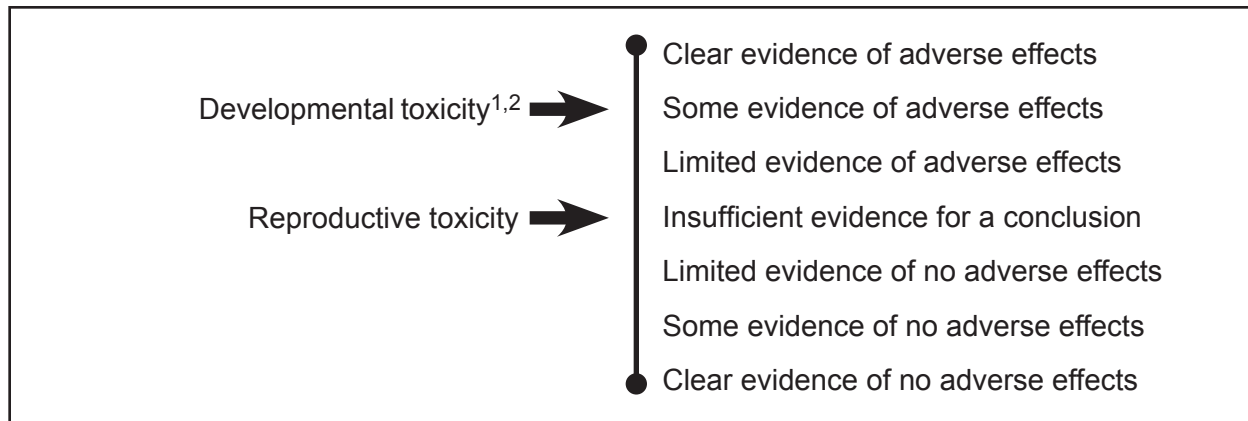 Clear evidence of adverse effects
Developmental toxicity1,2 Some evidence of adverse effects
Limited evidence of adverse effects
Reproductive toxicity Insufficient evidence for a conclusion
Limited evidence of no adverse effects
Some evidence of no adverse effects
Clear evidence of no adverse effects